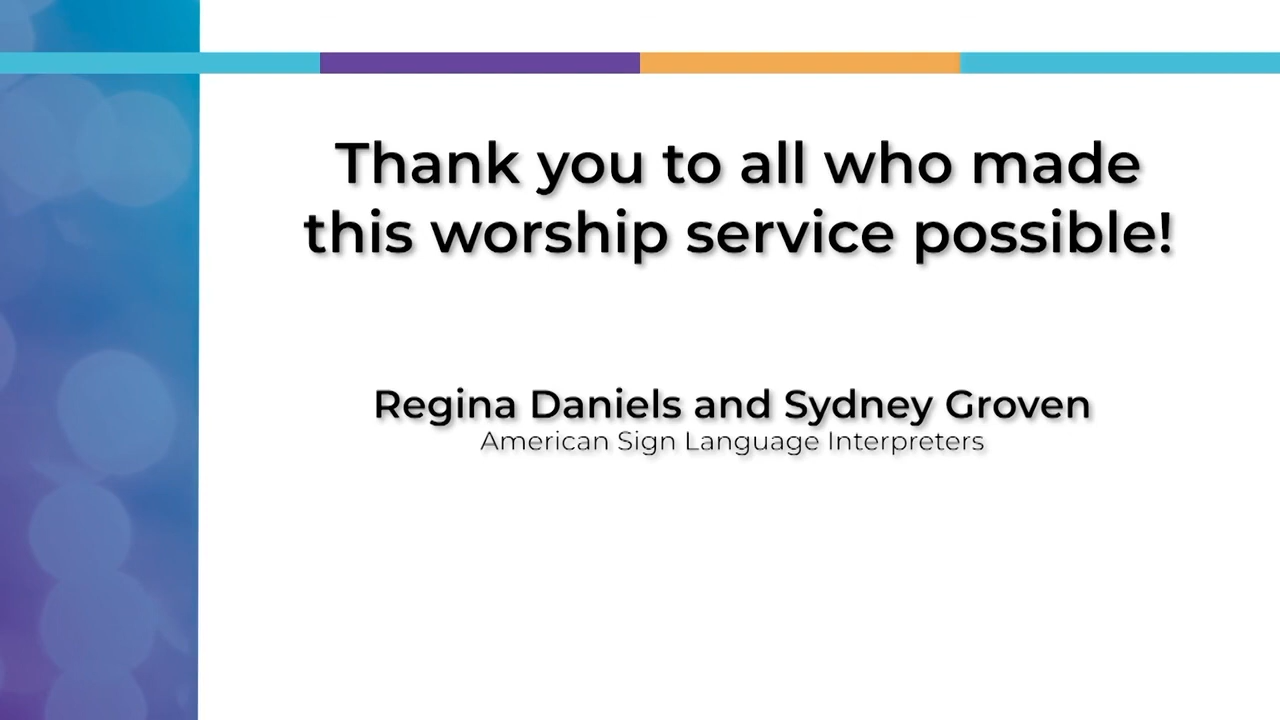 Thank you to all who made
this worship service possible!
Regina Daniels and Sydney Groven
American Sign Language Interpreters